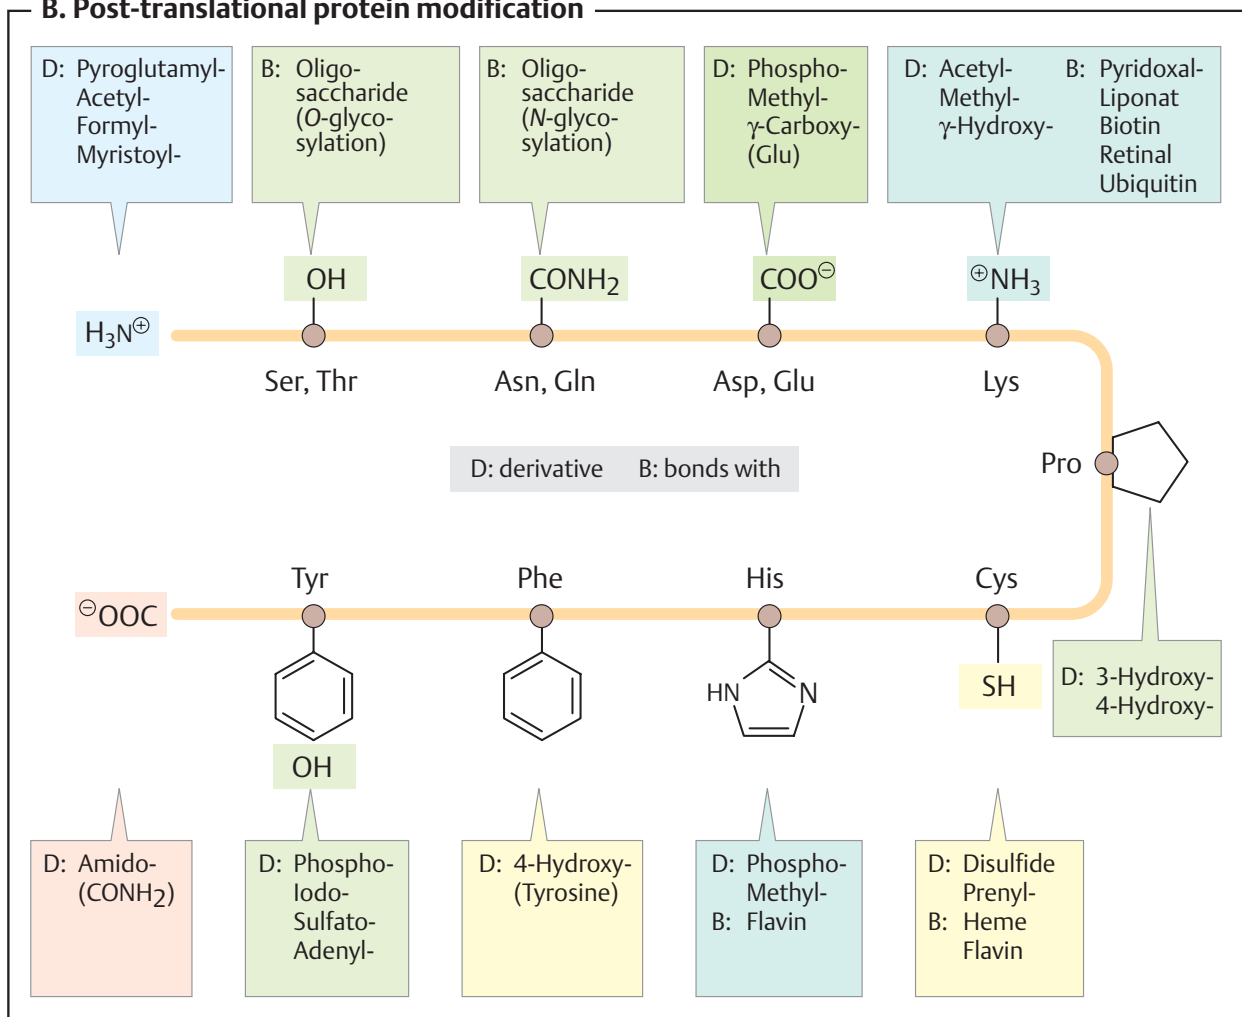 B. Post-translational protein modification
D: Pyroglutamyl-
Acetyl-
Formyl-
Myristoyl-
B: Oligo-
saccharide
(O-glyco-
sylation)
B: Oligo-
saccharide
(N-glyco-
sylation)
D: Phospho-
Methyl-
γ-Carboxy-
(Glu)
D: Acetyl-
Methyl-
γ-Hydroxy-
B: Pyridoxal-
Liponat
Biotin
Retinal
Ubiquitin
OH
CONH₂
COO⊖
⊕NH₃
H₃N⊕
Ser, Thr
Asn, Gln
Asp, Glu
Lys
Pro
D: derivative B: bonds with
Tyr
Phe
His
Cys
⊖OOC
HN
N
SH
OH
D: 3-Hydroxy-
4-Hydroxy-
D: Amido-
(CONH₂)
D: Phospho-
Iodo-
Sulfato-
Adenyl-
D: 4-Hydroxy-
(Tyrosine)
D: Phospho-
Methyl-
B: Flavin
D: Disulfide
Prenyl-
B: Heme
Flavin